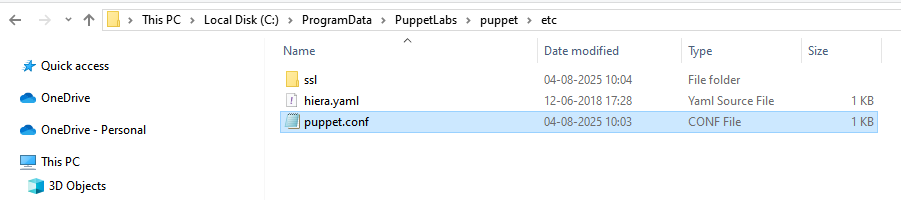 This PC > Local Disk (C:) > ProgramData > PuppetLabs > puppet > etc
Name Date modified Type Size
Quick access
OneDrive
OneDrive - Personal
This PC
3D Objects
ssl 04-08-2025 10:04 File folder
hiera.yaml 12-06-2018 17:28 Yaml Source File 1 KB
puppet.conf 04-08-2025 10:03 CONF File 1 KB